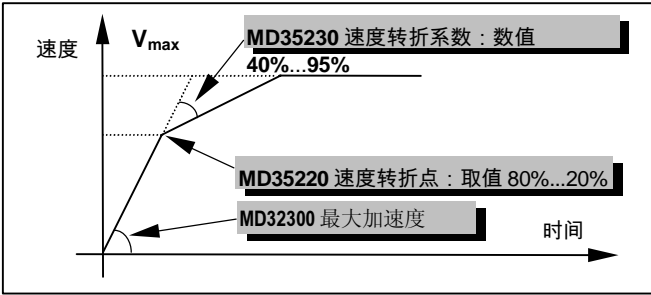 速度
Vmax
MD35230 速度转折系数：数值
40%...95%
MD35220 速度转折点：取值 80%...20%
MD32300 最大加速度
时间